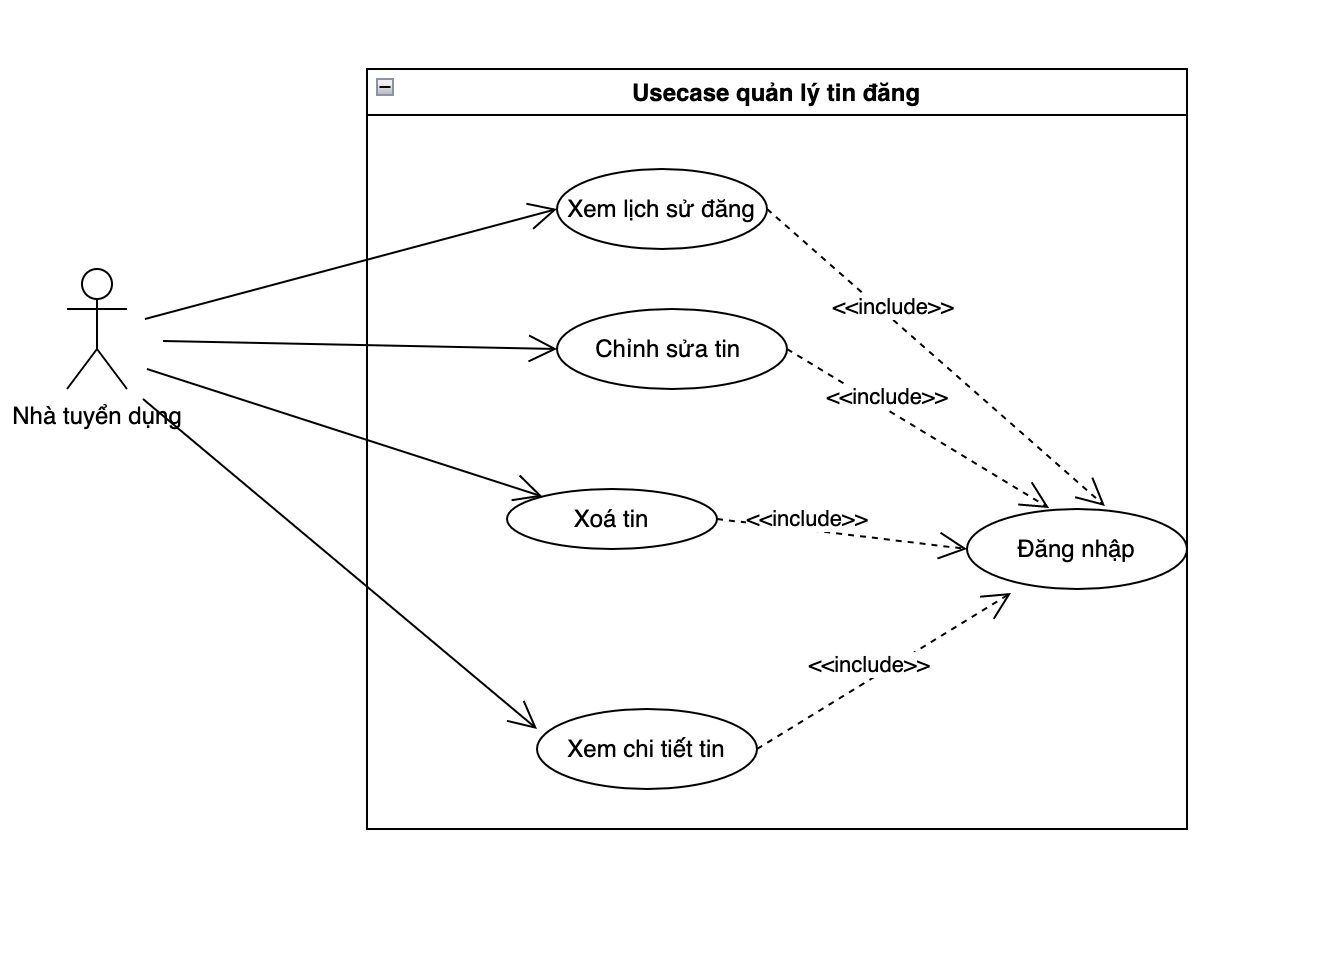 Usecase quản lý tin đăng
Xem lịch sử đăng
<<include>>
Chỉnh sửa tin
<<include>>
Nhà tuyển dụng
Xoá tin
<<include>>
Đăng nhập
<<include>>
Xem chi tiết tin